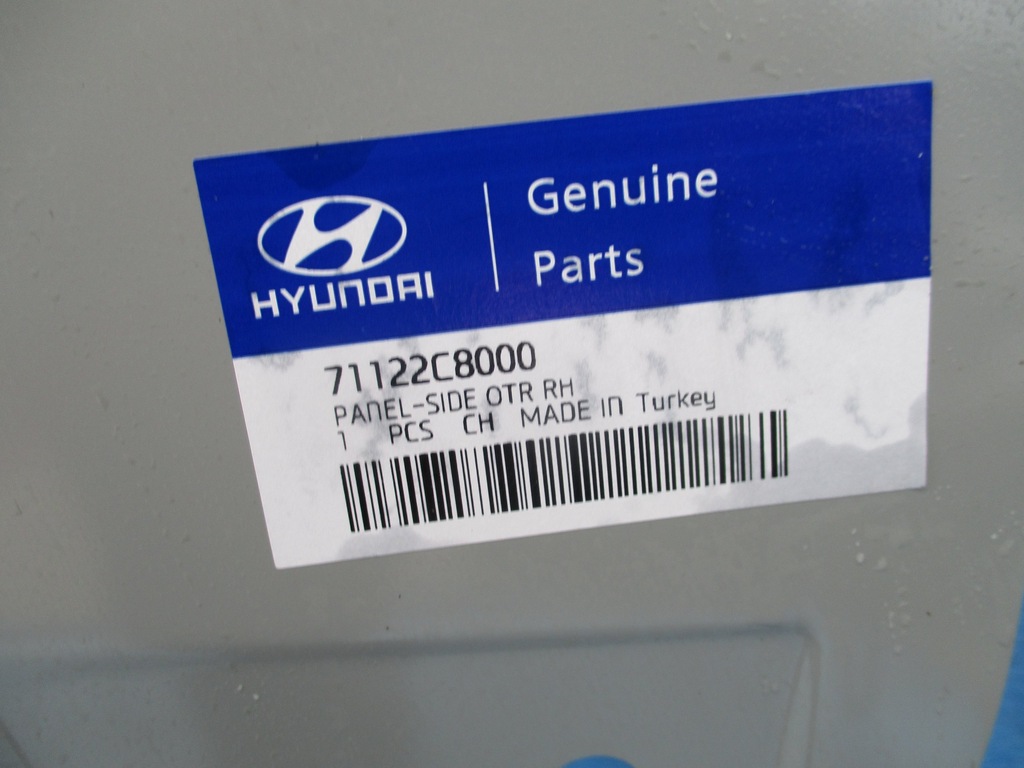 HYUNDAI
Genuine
Parts
71122C8000
PANEL-SIDE OTR RH
1 PCS CH MADE IN Turkey